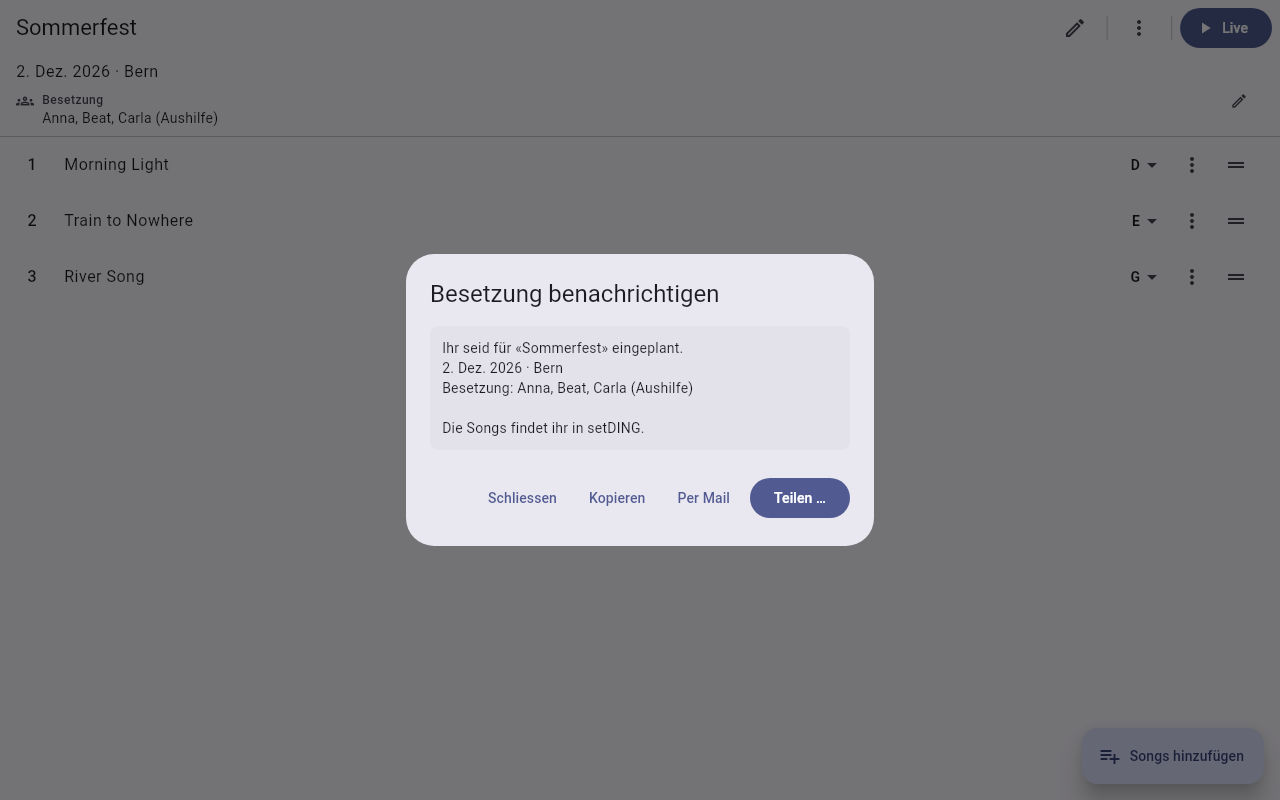 Sommerfest
Live
2. Dez. 2026 · Bern
Besetzung
Anna, Beat, Carla (Aushilfe)
1 Morning Light D
2 Train to Nowhere E
3 River Song G
Besetzung benachrichtigen
Ihr seid für «Sommerfest» eingeplant.
2. Dez. 2026 · Bern
Besetzung: Anna, Beat, Carla (Aushilfe)
Die Songs findet ihr in setDING.
Schliessen Kopieren Per Mail Teilen …
Songs hinzufügen